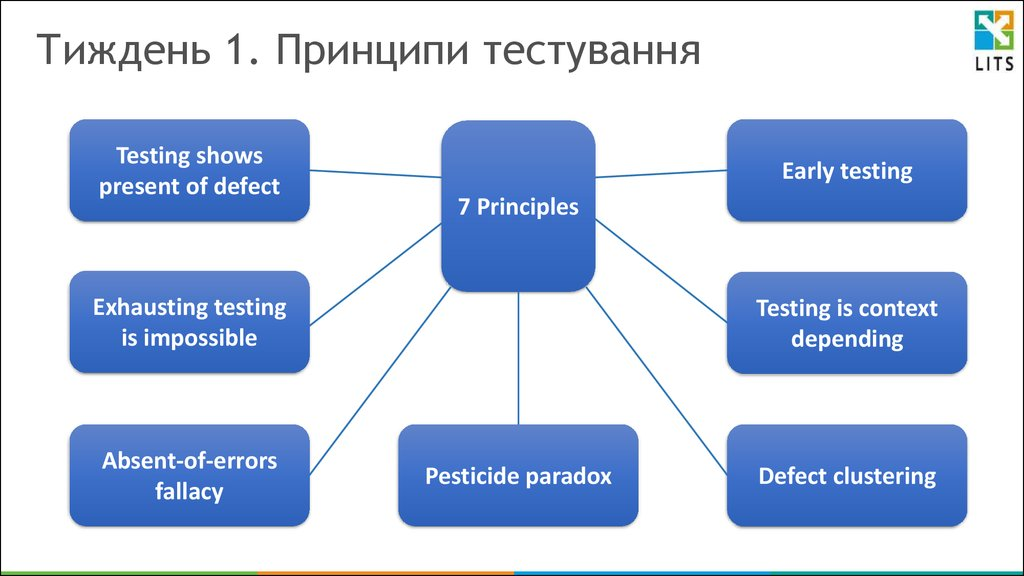 Тиждень 1. Принципи тестування
LITS
Testing shows
present of defect
7 Principles
Early testing
Exhausting testing
is impossible
Testing is context
depending
Absent-of-errors
fallacy
Pesticide paradox
Defect clustering